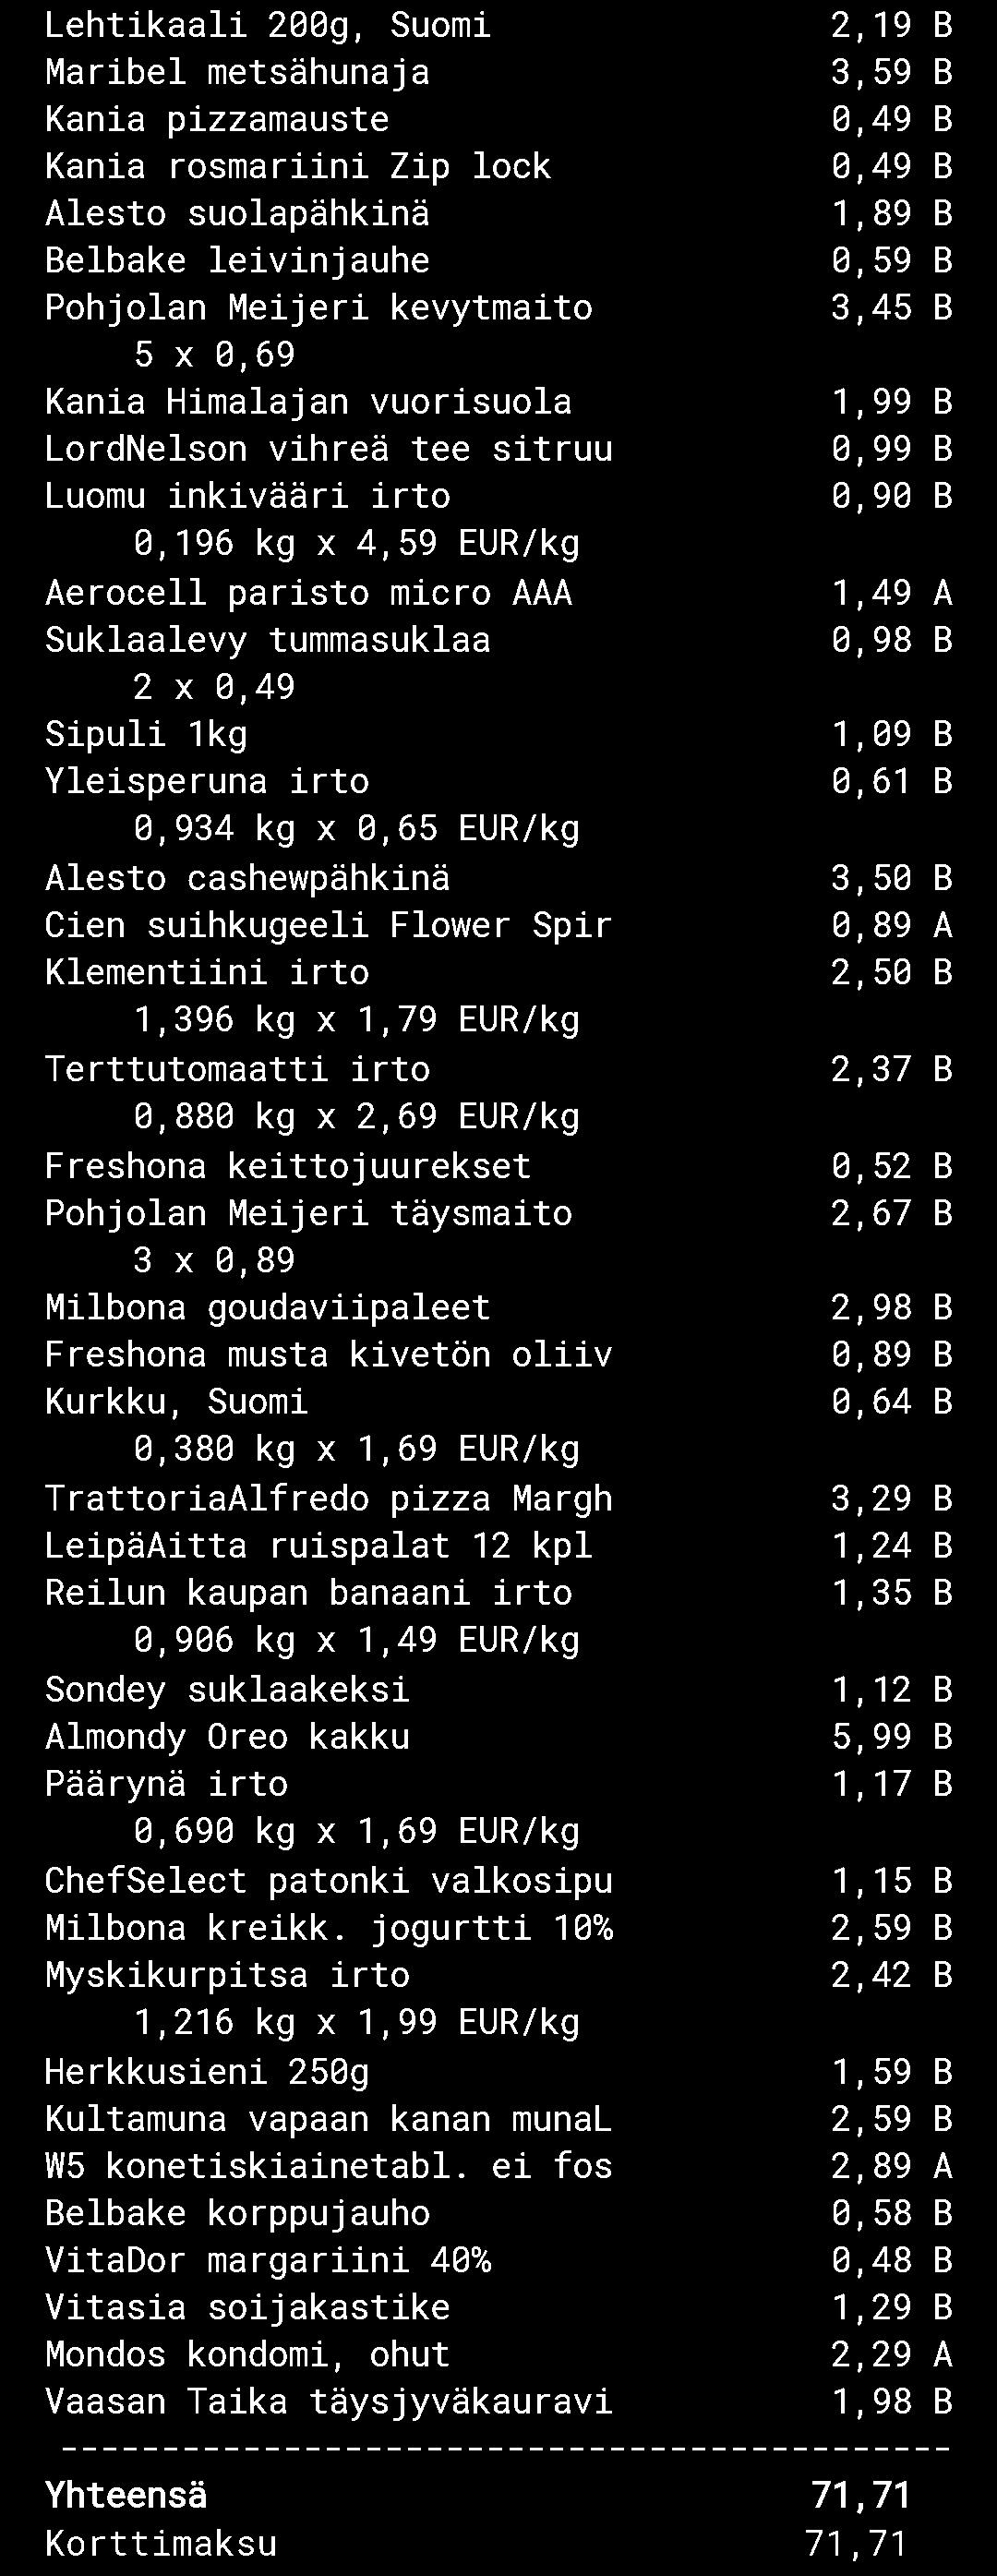 Lehtikaali 200g, Suomi 2,19 B
Maribel metsähunaja 3,59 B
Kania pizzamauste 0,49 B
Kania rosmariini Zip lock 0,49 B
Alesto suolapähkinä 1,89 B
Belbake leivinjauhe 0,59 B
Pohjolan Meijeri kevytmaito 3,45 B
5 x 0,69
Kania Himalajan vuorisuola 1,99 B
LordNelson vihreä tee sitruu 0,99 B
Luomu inkivääri irto 0,90 B
0,196 kg x 4,59 EUR/kg
Aerocell paristo micro AAA 1,49 A
Suklaalevy tummasuklaa 0,98 B
2 x 0,49
Sipuli 1kg 1,09 B
Yleisperuna irto 0,61 B
0,934 kg x 0,65 EUR/kg
Alesto cashewpähkinä 3,50 B
Cien suihkugeeli Flower Spir 0,89 A
Klementiini irto 2,50 B
1,396 kg x 1,79 EUR/kg
Terttutomaatti irto 2,37 B
0,880 kg x 2,69 EUR/kg
Freshona keittojuurekset 0,52 B
Pohjolan Meijeri täysmaito 2,67 B
3 x 0,89
Milbona goudaviipaleet 2,98 B
Freshona musta kivetön oliiv 0,89 B
Kurkku, Suomi 0,64 B
0,380 kg x 1,69 EUR/kg
TrattoriaAlfredo pizza Margh 3,29 B
LeipäAitta ruispalat 12 kpl 1,24 B
Reilun kaupan banaani irto 1,35 B
0,906 kg x 1,49 EUR/kg
Sondey suklaakeksi 1,12 B
Almondy Oreo kakku 5,99 B
Päärynä irto 1,17 B
0,690 kg x 1,69 EUR/kg
ChefSelect patonki valkosipu 1,15 B
Milbona kreikk. jogurtti 10% 2,59 B
Myskikurpitsa irto 2,42 B
1,216 kg x 1,99 EUR/kg
Herkkusieni 250g 1,59 B
Kultamuna vapaan kanan munaL 2,59 B
W5 konetiskiainetabl. ei fos 2,89 A
Belbake korppujauho 0,58 B
VitaDor margariini 40% 0,48 B
Vitasia soijakastike 1,29 B
Mondos kondomi, ohut 2,29 A
Vaasan Taika täysjyväkauravi 1,98 B
--------------------------------------------
Yhteensä 71,71
Korttimaksu 71,71